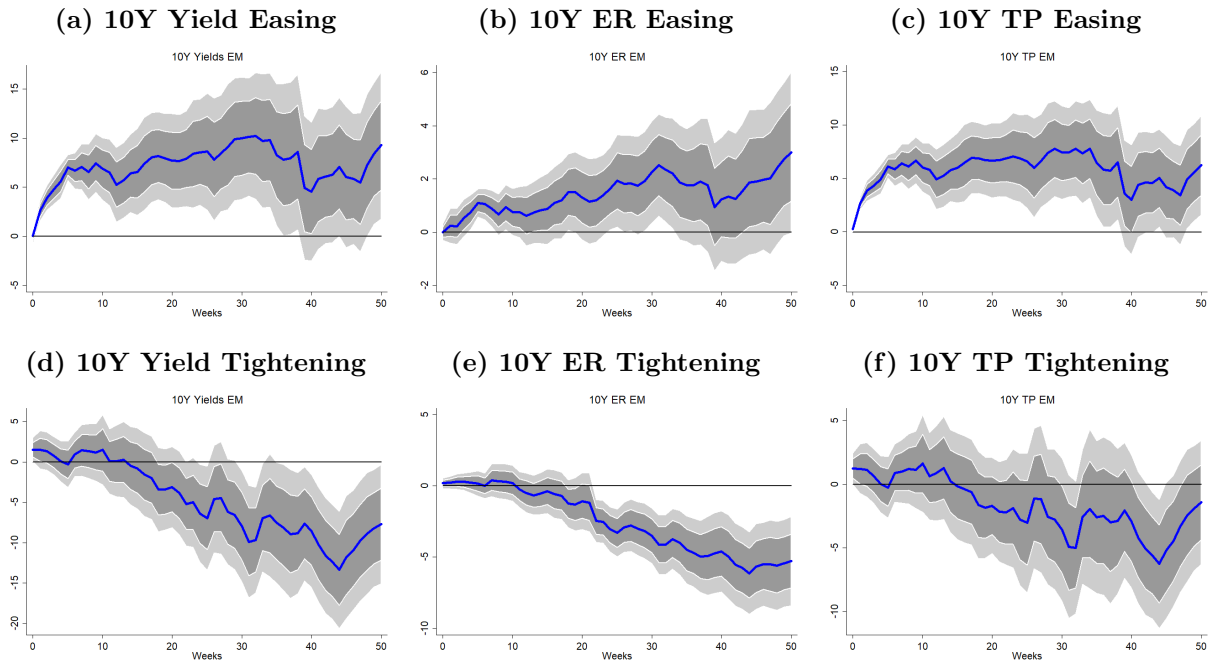 (a) 10Y Yield Easing
10Y Yields EM
15
10
5
0
-5
0 10 20 30 40 50
Weeks
(b) 10Y ER Easing
10Y ER EM
6
4
2
0
-2
0 10 20 30 40 50
Weeks
(c) 10Y TP Easing
10Y TP EM
15
10
5
0
-5
0 10 20 30 40 50
Weeks
(d) 10Y Yield Tightening
10Y Yields EM
5
0
-5
-10
-15
-20
0 10 20 30 40 50
Weeks
(e) 10Y ER Tightening
10Y ER EM
5
0
-5
-10
0 10 20 30 40 50
Weeks
(f) 10Y TP Tightening
10Y TP EM
5
0
-5
-10
0 10 20 30 40 50
Weeks